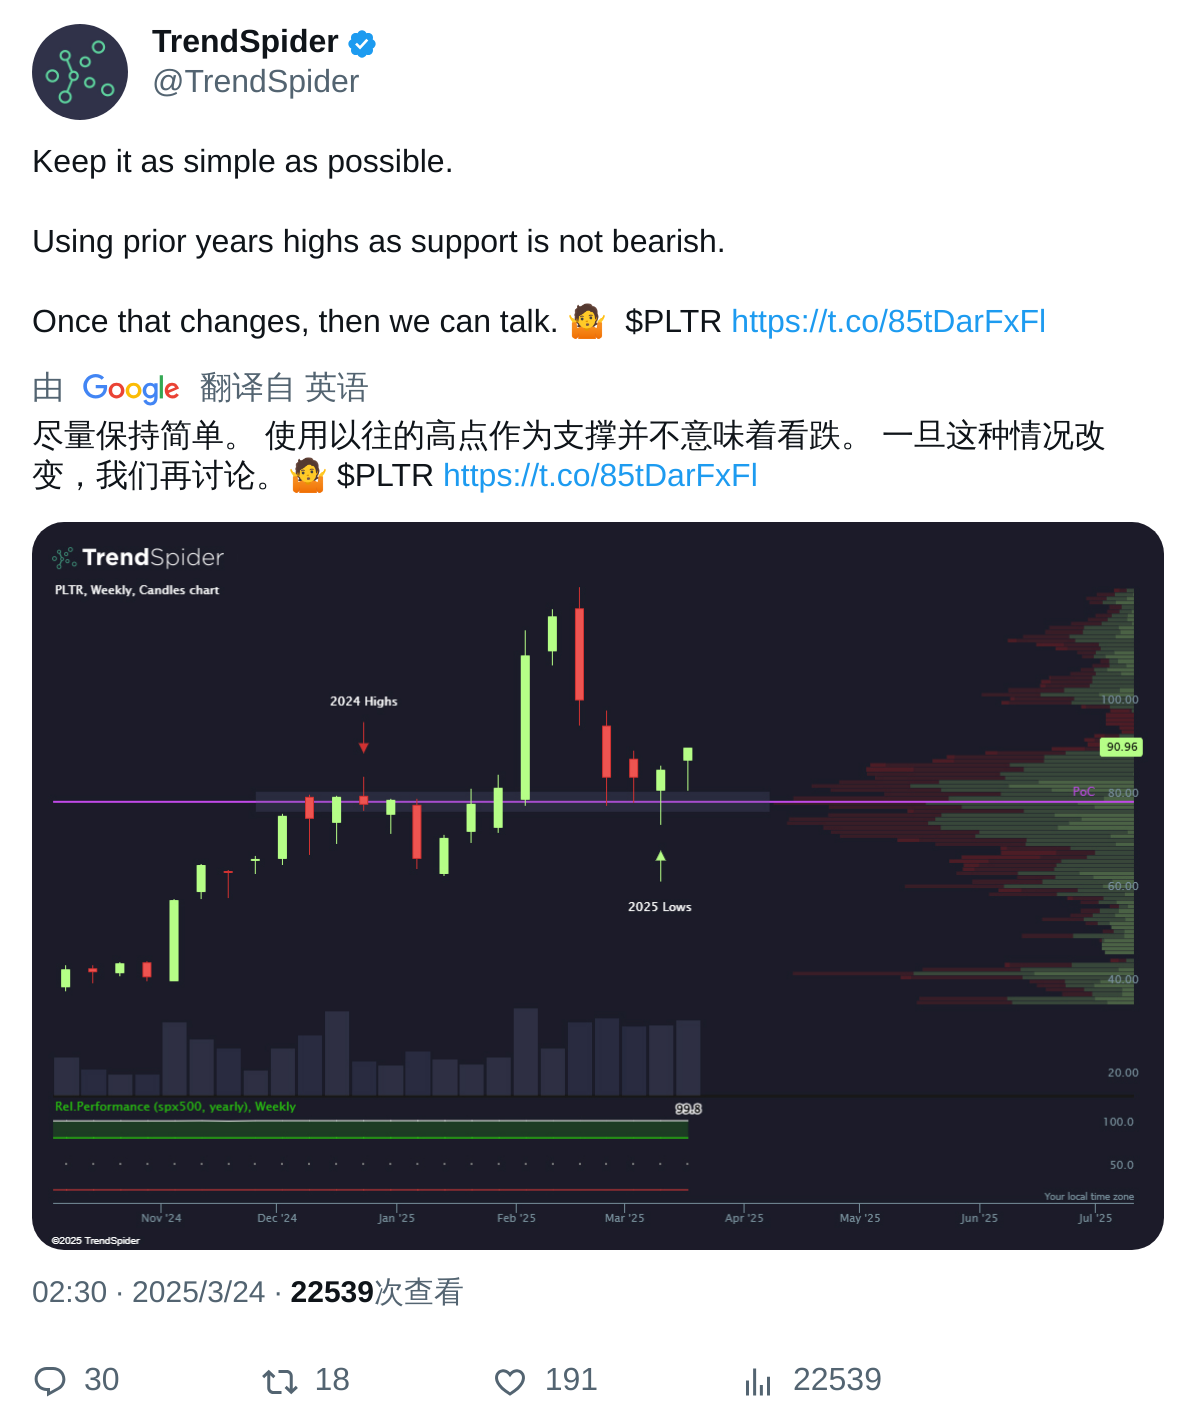 TrendSpider
@TrendSpider
Keep it as simple as possible.
Using prior years highs as support is not bearish.
Once that changes, then we can talk. 🤷 $PLTR https://t.co/85tDarFxFl
由 Google 翻译自 英语
尽量保持简单。 使用以往的高点作为支撑并不意味着看跌。 一旦这种情况改
变，我们再讨论。🤷 $PLTR https://t.co/85tDarFxFl
TrendSpider
PLTR, Weekly, Candles chart
2024 Highs
100.00
90.96
PoC
80.00
60.00
2025 Lows
40.00
20.00
Rel.Performance (spx500, yearly), Weekly
99.8
100.0
50.0
Your local time zone
Nov '24 Dec '24 Jan '25 Feb '25 Mar '25 Apr '25 May '25 Jun '25 Jul '25
©2025 TrendSpider
02:30 · 2025/3/24 · 22539次查看
30 18 191 22539